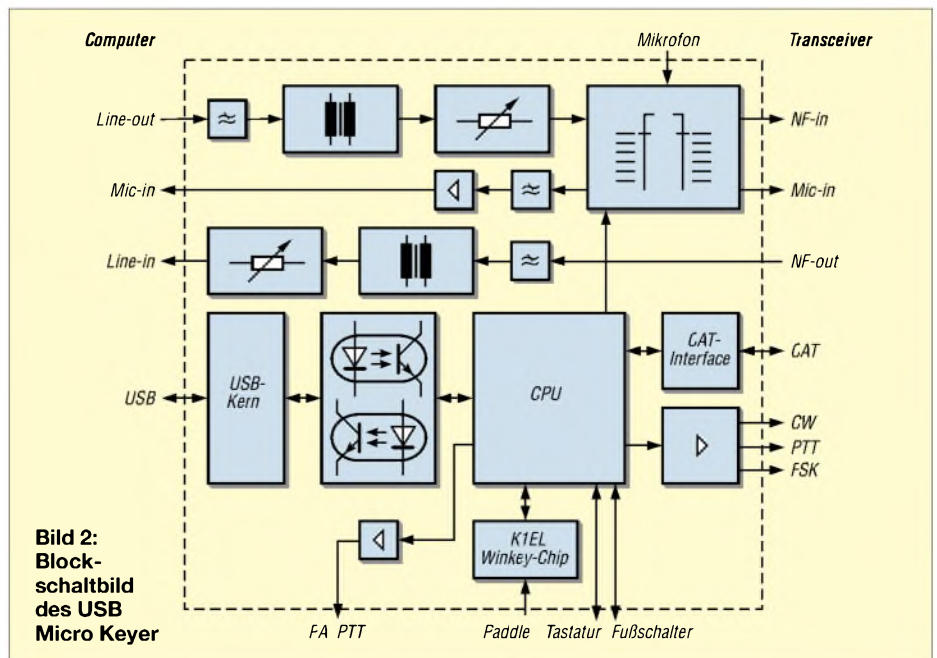 Computer
Mikrofon
Transceiver
Line-out
NF-in
Mic-in
Mic-in
Line-in
NF-out
USB
USB-
Kern
CPU
CAT-
Interface
CAT
CW
PTT
FSK
K1EL
Winkey-Chip
FA PTT
Paddle
Tastatur
Fußschalter
Bild 2:
Block-
schaltbild
des USB
Micro Keyer